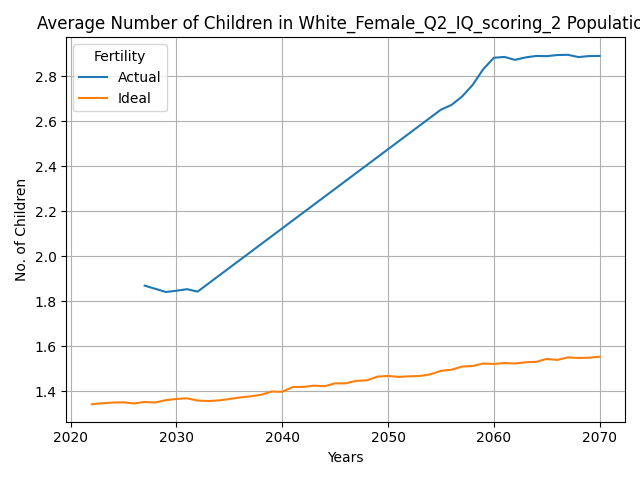 Average Number of Children in White_Female_Q2_IQ_scoring_2 Populatio
Fertility
Actual
Ideal
2.8
2.6
2.4
2.2
2.0
1.8
1.6
1.4
No. of Children
2020 2030 2040 2050 2060 2070
Years